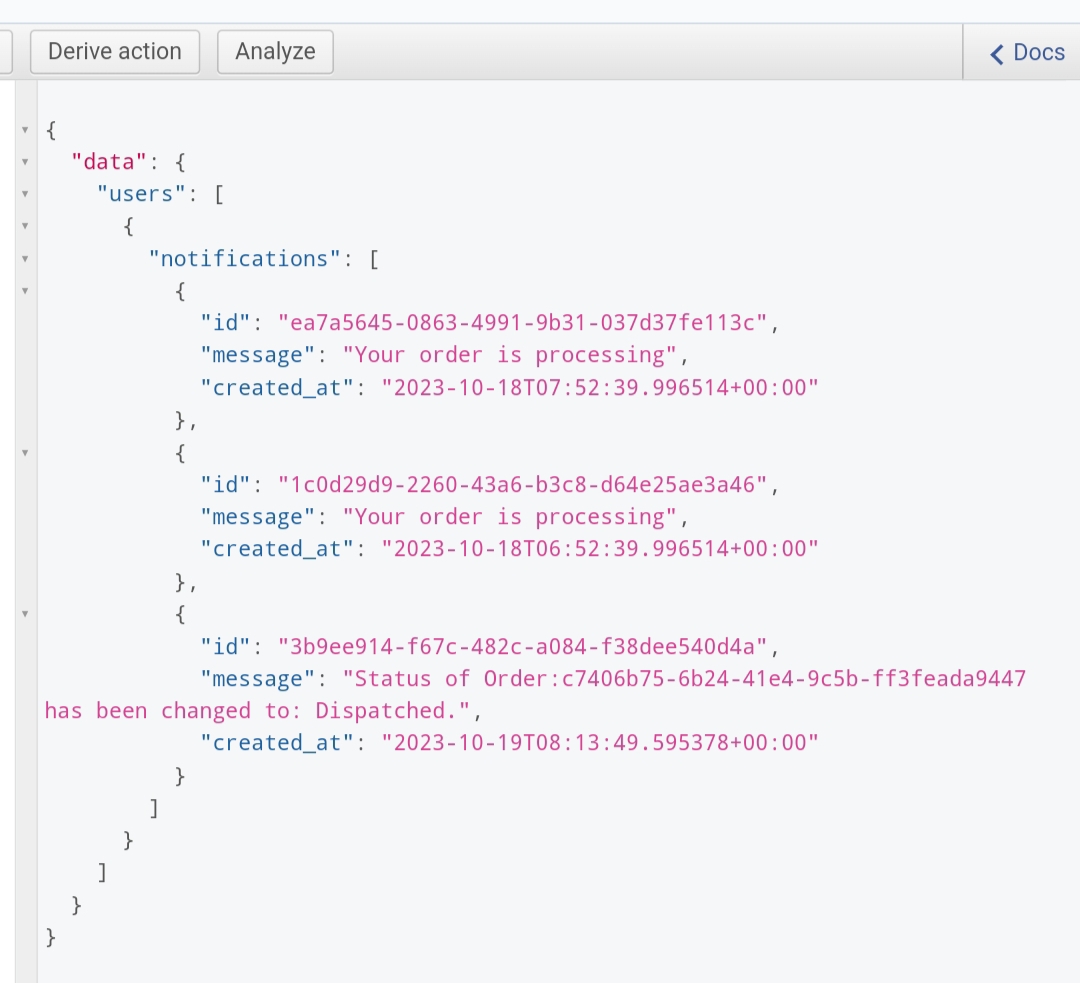 Derive action Analyze Docs
{
"data": {
"users": [
{
"notifications": [
{
"id": "ea7a5645-0863-4991-9b31-037d37fe113c",
"message": "Your order is processing",
"created_at": "2023-10-18T07:52:39.996514+00:00"
},
{
"id": "1c0d29d9-2260-43a6-b3c8-d64e25ae3a46",
"message": "Your order is processing",
"created_at": "2023-10-18T06:52:39.996514+00:00"
},
{
"id": "3b9ee914-f67c-482c-a084-f38dee540d4a",
"message": "Status of Order:c7406b75-6b24-41e4-9c5b-ff3feada9447
has been changed to: Dispatched.",
"created_at": "2023-10-19T08:13:49.595378+00:00"
}
]
}
]
}
}